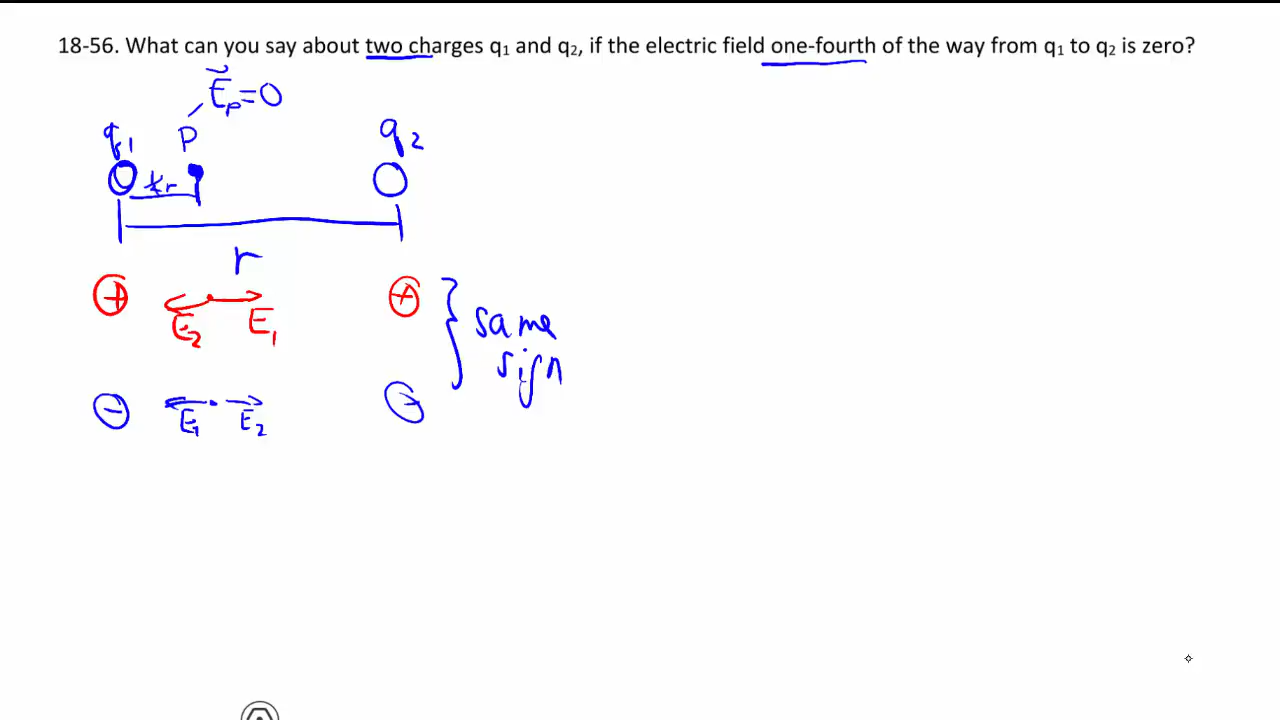 18-56. What can you say about two charges q₁ and q₂, if the electric field one-fourth of the way from q₁ to q₂ is zero?
E⃗ₚ=0
q₁ P q₂
¼r
r
+ E₂ E₁ +
same
sign
− E₁ E₂ −